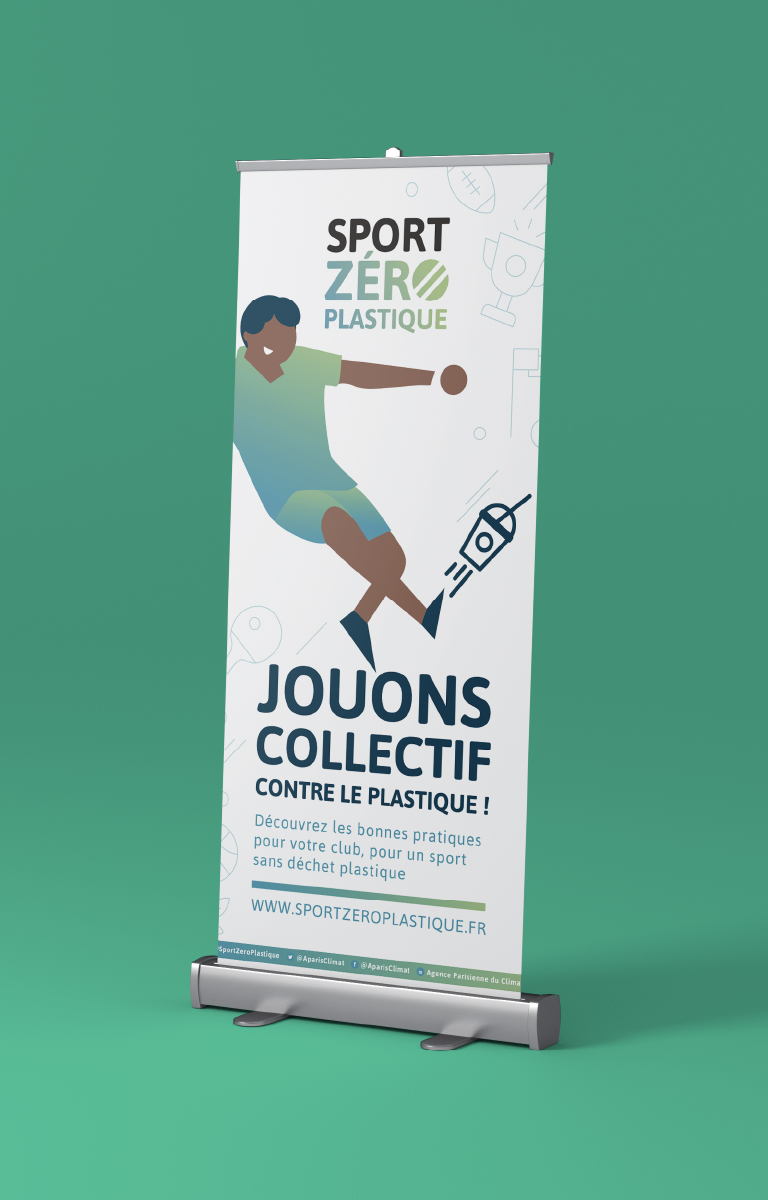 SPORT
ZÉRO
PLASTIQUE
JOUONS
COLLECTIF
CONTRE LE PLASTIQUE !
Découvrez les bonnes pratiques
pour votre club, pour un sport
sans déchet plastique
WWW.SPORTZEROPLASTIQUE.FR
SportZeroPlastique @AparisClimat @AparisClimat Agence Parisienne du Clima